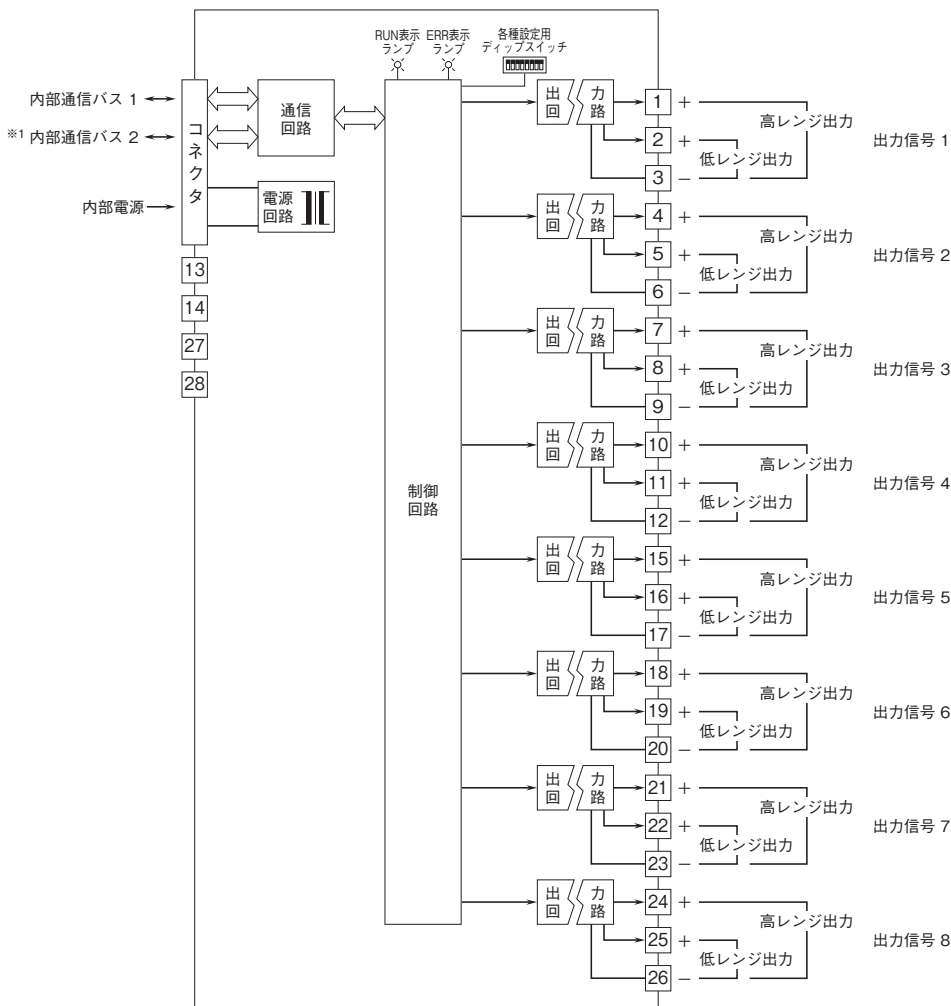 RUN表示
ランプ
ERR表示
ランプ
各種設定用
ディップスイッチ
内部通信バス 1
※1 内部通信バス 2
内部電源
コネクタ
通信
回路
電源
回路
13
14
27
28
制御
回路
出 力
回 路
1 +
2 +
3 −
高レンジ出力
低レンジ出力
出力信号 1
出 力
回 路
4 +
5 +
6 −
高レンジ出力
低レンジ出力
出力信号 2
出 力
回 路
7 +
8 +
9 −
高レンジ出力
低レンジ出力
出力信号 3
出 力
回 路
10 +
11 +
12 −
高レンジ出力
低レンジ出力
出力信号 4
出 力
回 路
15 +
16 +
17 −
高レンジ出力
低レンジ出力
出力信号 5
出 力
回 路
18 +
19 +
20 −
高レンジ出力
低レンジ出力
出力信号 6
出 力
回 路
21 +
22 +
23 −
高レンジ出力
低レンジ出力
出力信号 7
出 力
回 路
24 +
25 +
26 −
高レンジ出力
低レンジ出力
出力信号 8